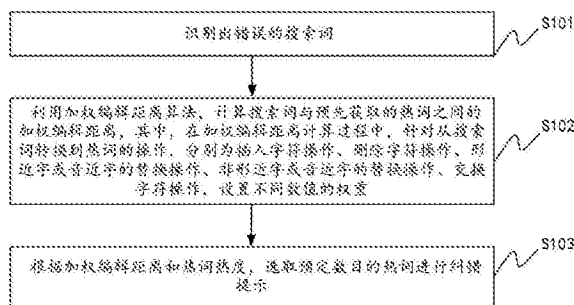 识别出错误的搜索词
S101
利用加权编辑距离算法、计算搜索词与预先获取的热词之间的
加权编辑距离,其中,在加权编辑距离计算过程中,针对从搜索
词转换到热词的操作,分别为插入字符操作、删除字符操作、形
近字或音近字的替换操作、非形近字或音近字的替换操作、交换
字符操作,设置不同数值的权重
S102
根据加权编辑距离和热词热度,选取预定数目的热词进行纠错
提示
S103